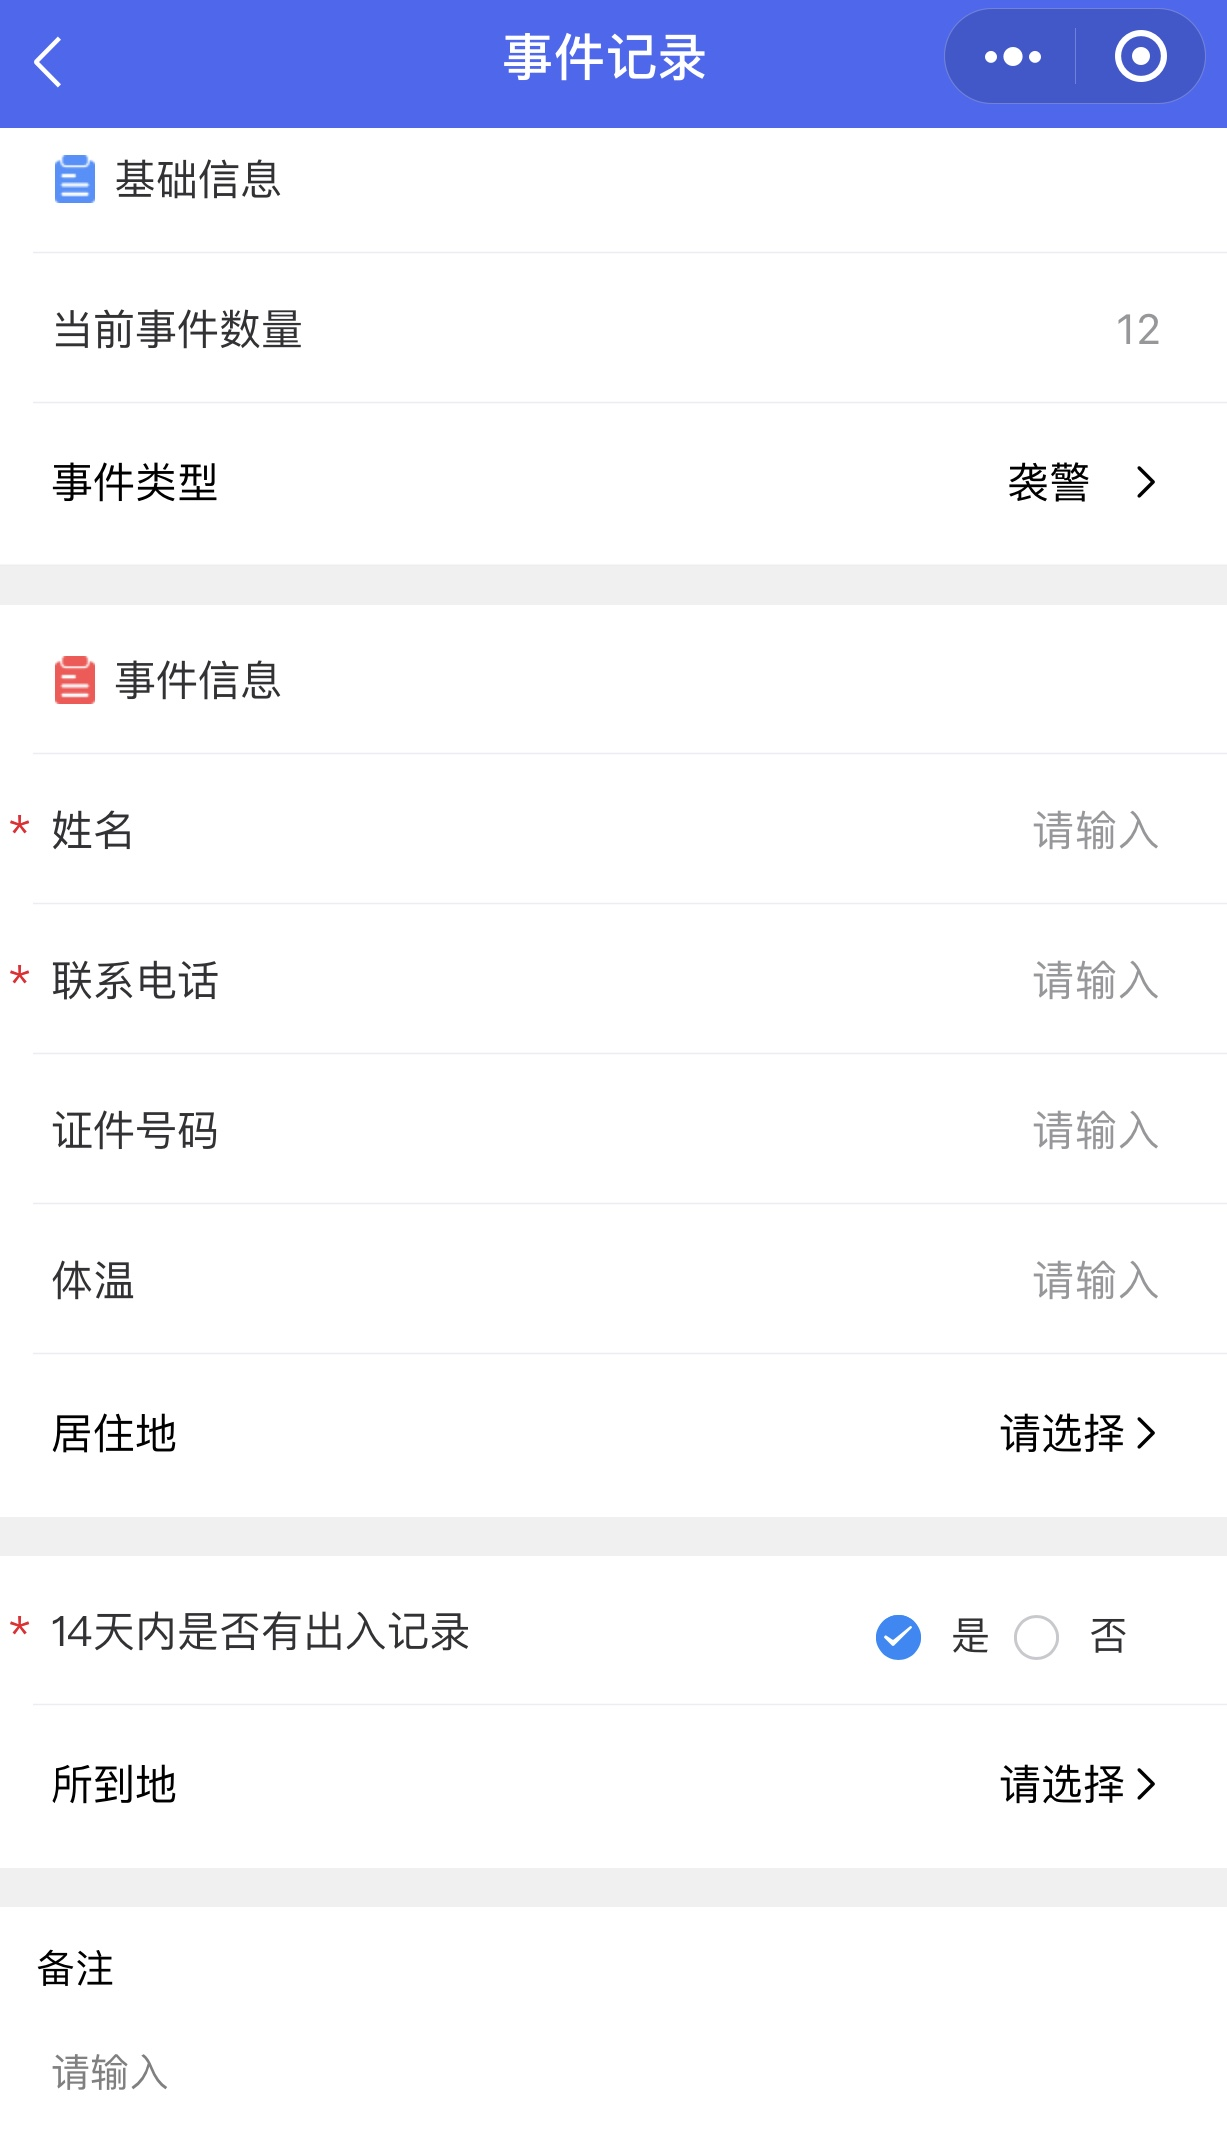 事件记录
基础信息
当前事件数量 12
事件类型 袭警
事件信息
* 姓名 请输入
* 联系电话 请输入
证件号码 请输入
体温 请输入
居住地 请选择
* 14天内是否有出入记录 是 否
所到地 请选择
备注
请输入